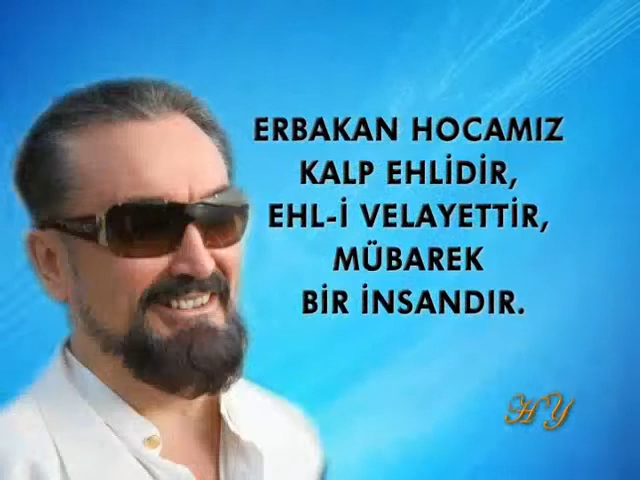 ERBAKAN HOCAMIZ
KALP EHLİDİR,
EHL-İ VELAYETTİR,
MÜBAREK
BİR İNSANDIR.
HY